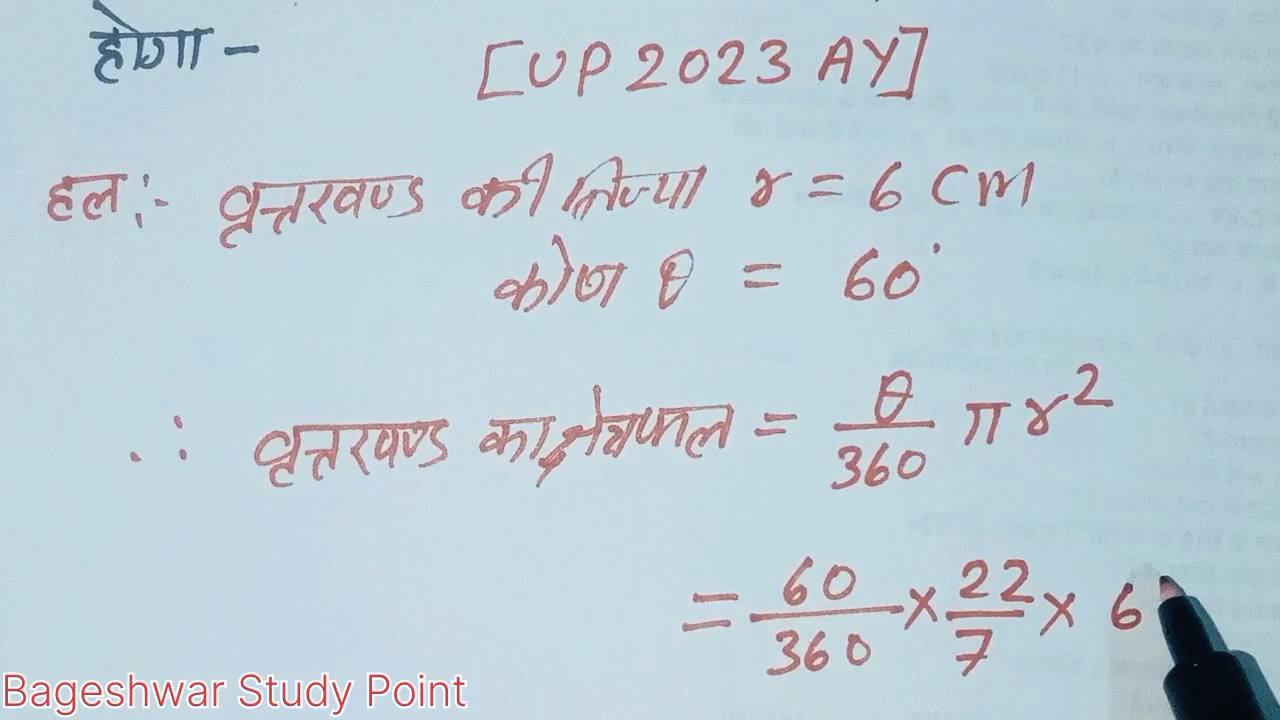 होगा -
[UP 2023 AY]
हल:- वृत्तखण्ड की त्रिज्या r = 6 CM
कोण θ = 60°
∴ वृत्तखण्ड का क्षेत्रफल = θ/360 π r²
= 60/360 × 22/7 × 6
Bageshwar Study Point